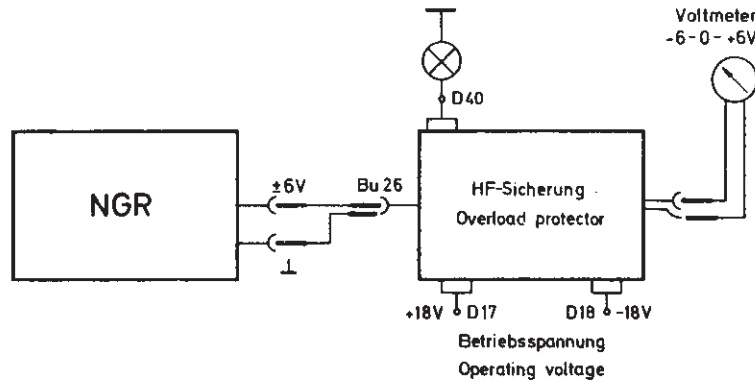 Voltmeter
-6-0-+6V
D40
NGR
±6V
Bu 26
HF-Sicherung
Overload protector
+18V D17
D18 -18V
Betriebsspannung
Operating voltage